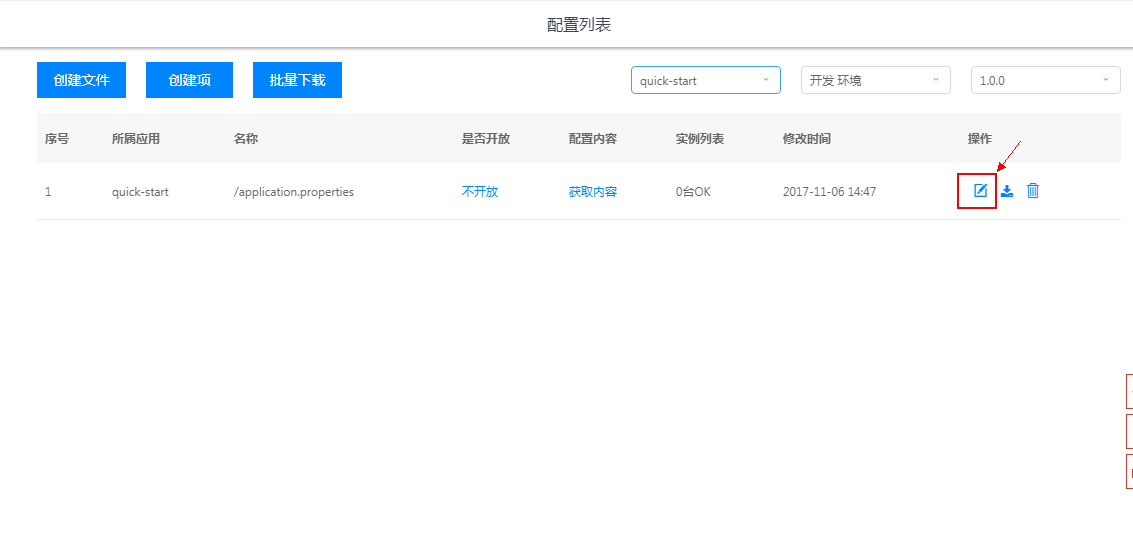 配置列表
创建文件 创建项 批量下载 quick-start 开发 环境 1.0.0
序号 所属应用 名称 是否开放 配置内容 实例列表 修改时间 操作
1 quick-start /application.properties 不开放 获取内容 0台OK 2017-11-06 14:47